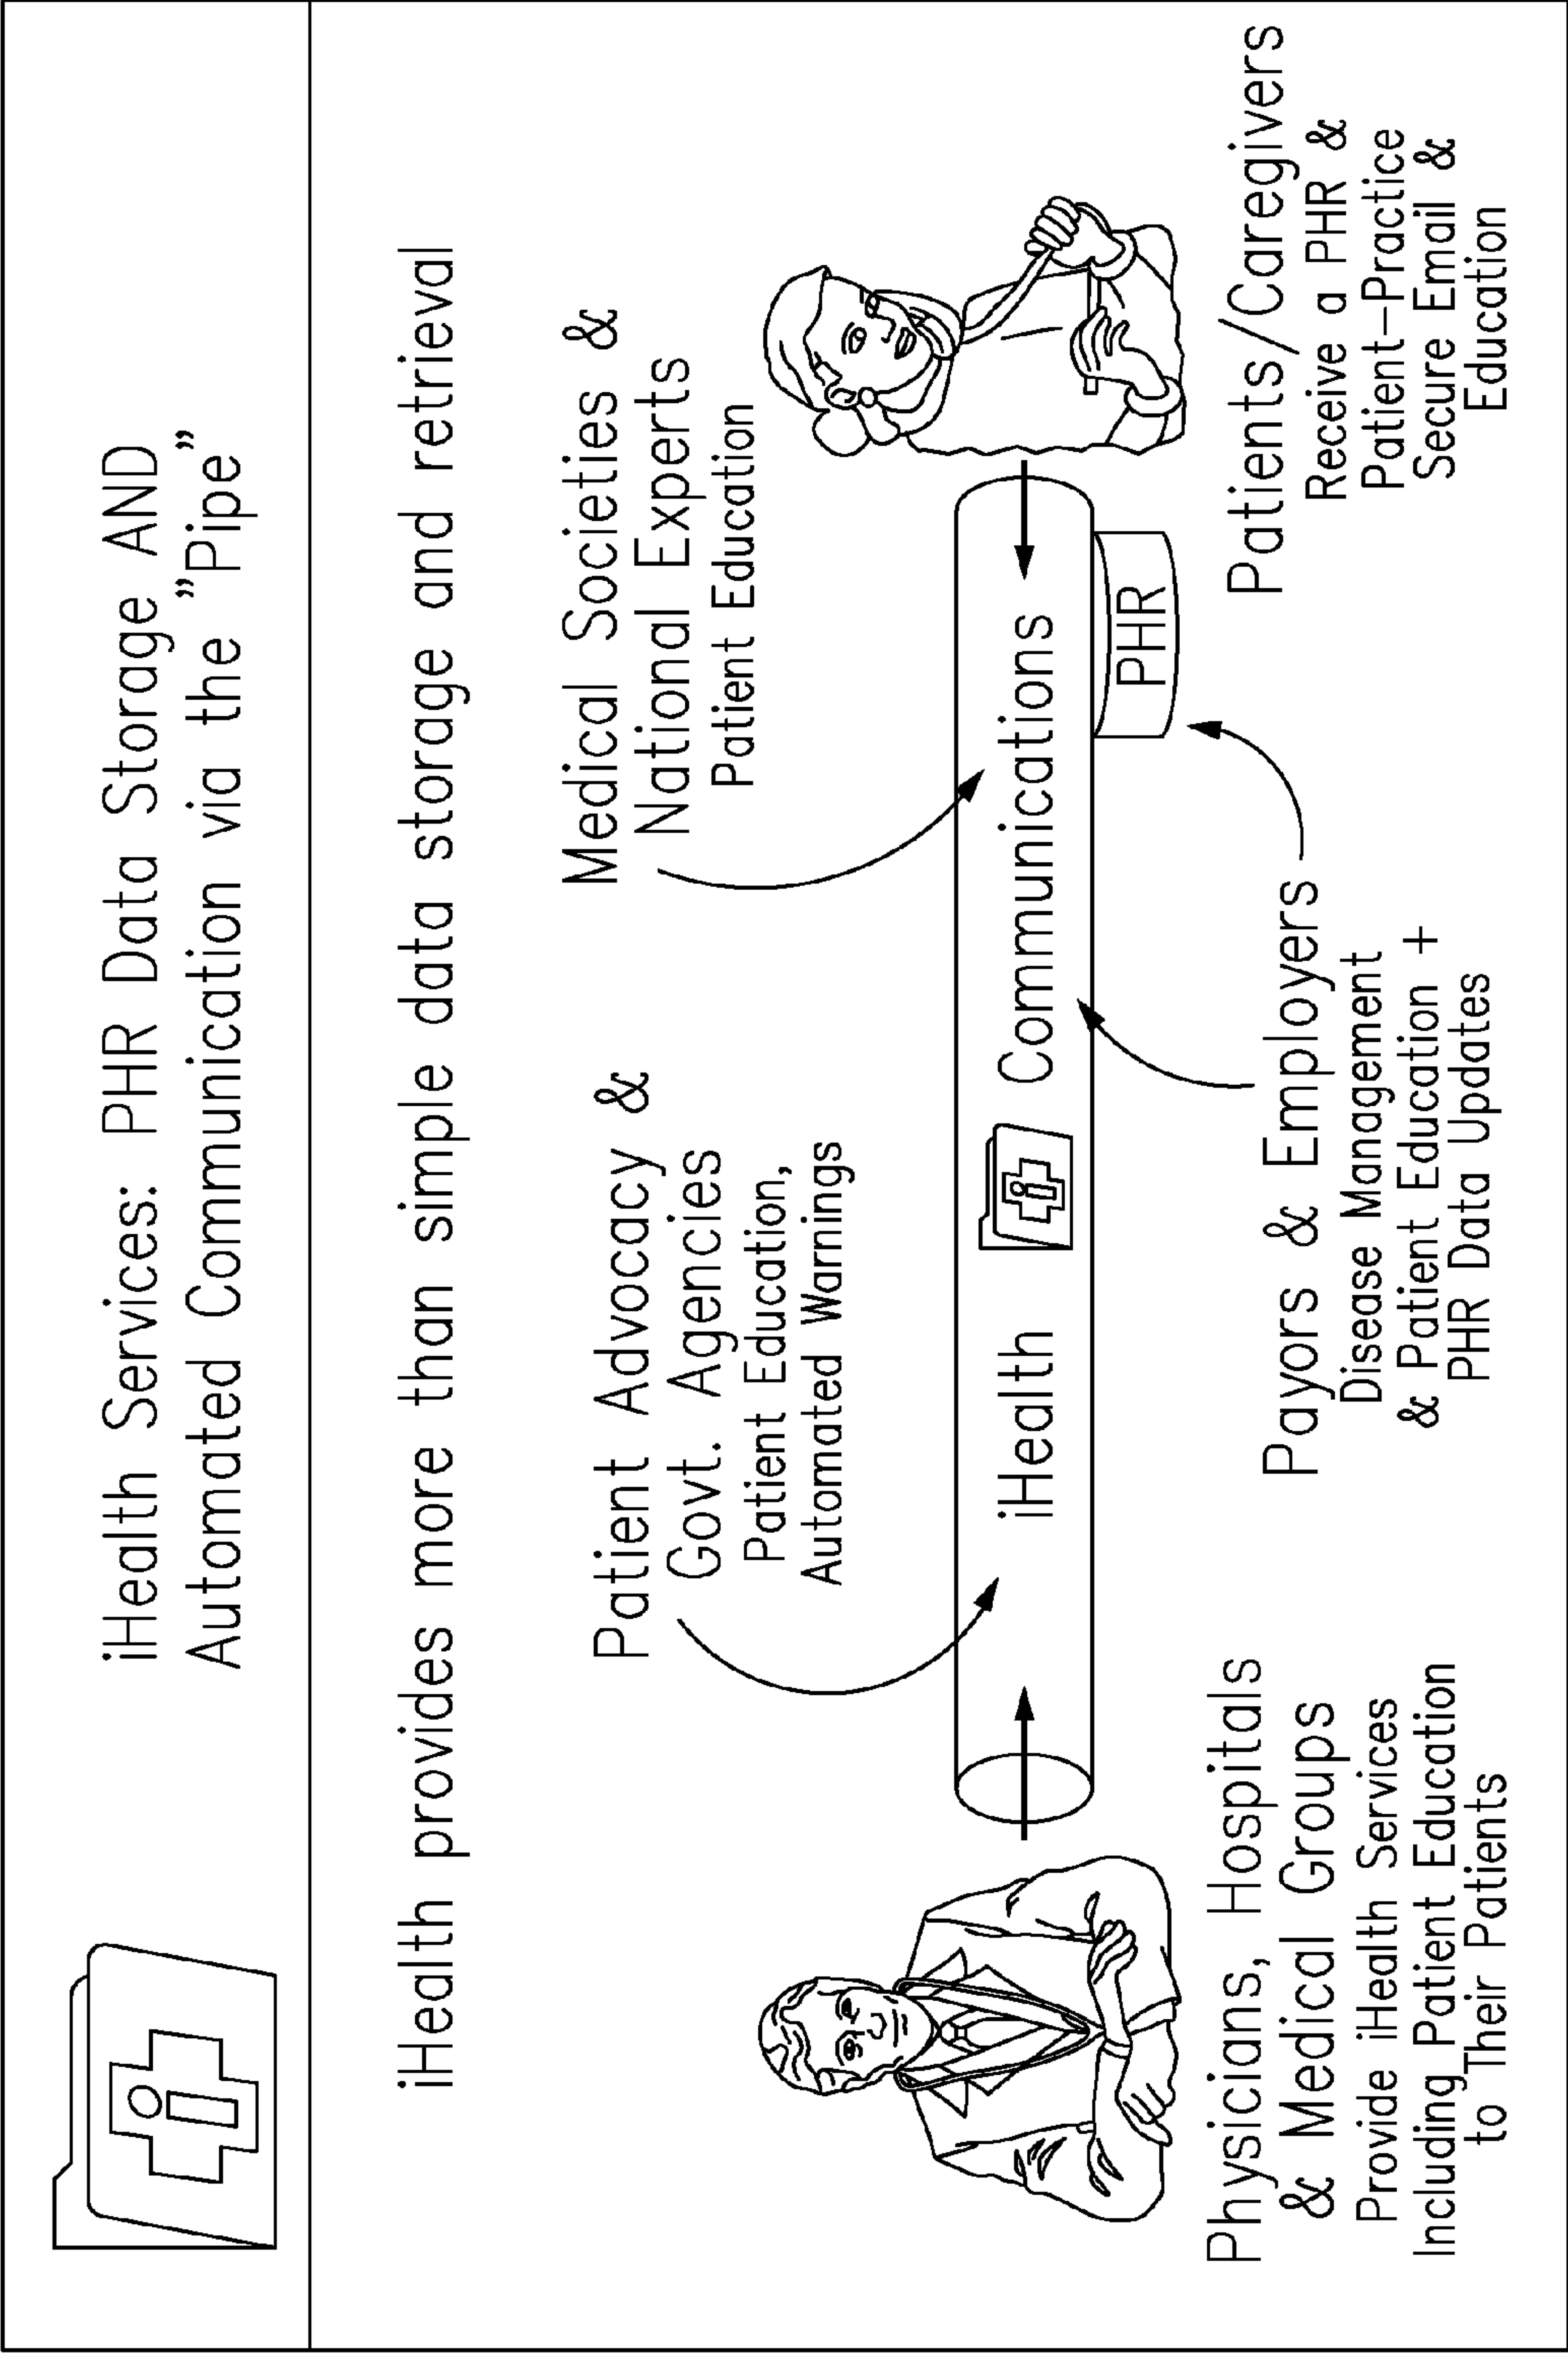 iHealth Services: PHR Data Storage AND
Automated Communication via the "Pipe"
iHealth provides more than simple data storage and retrieval
Patient Advocacy &
Govt. Agencies
Patient Education,
Automated Warnings
Medical Societies &
National Experts
Patient Education
iHealth i Communications
PHR
Physicians, Hospitals
& Medical Groups
Provide iHealth Services
Including Patient Education
to Their Patients
Payors & Employers
Disease Management
& Patient Education +
PHR Data Updates
Patients/Caregivers
Receive a PHR &
Patient-Practice
Secure Email &
Education